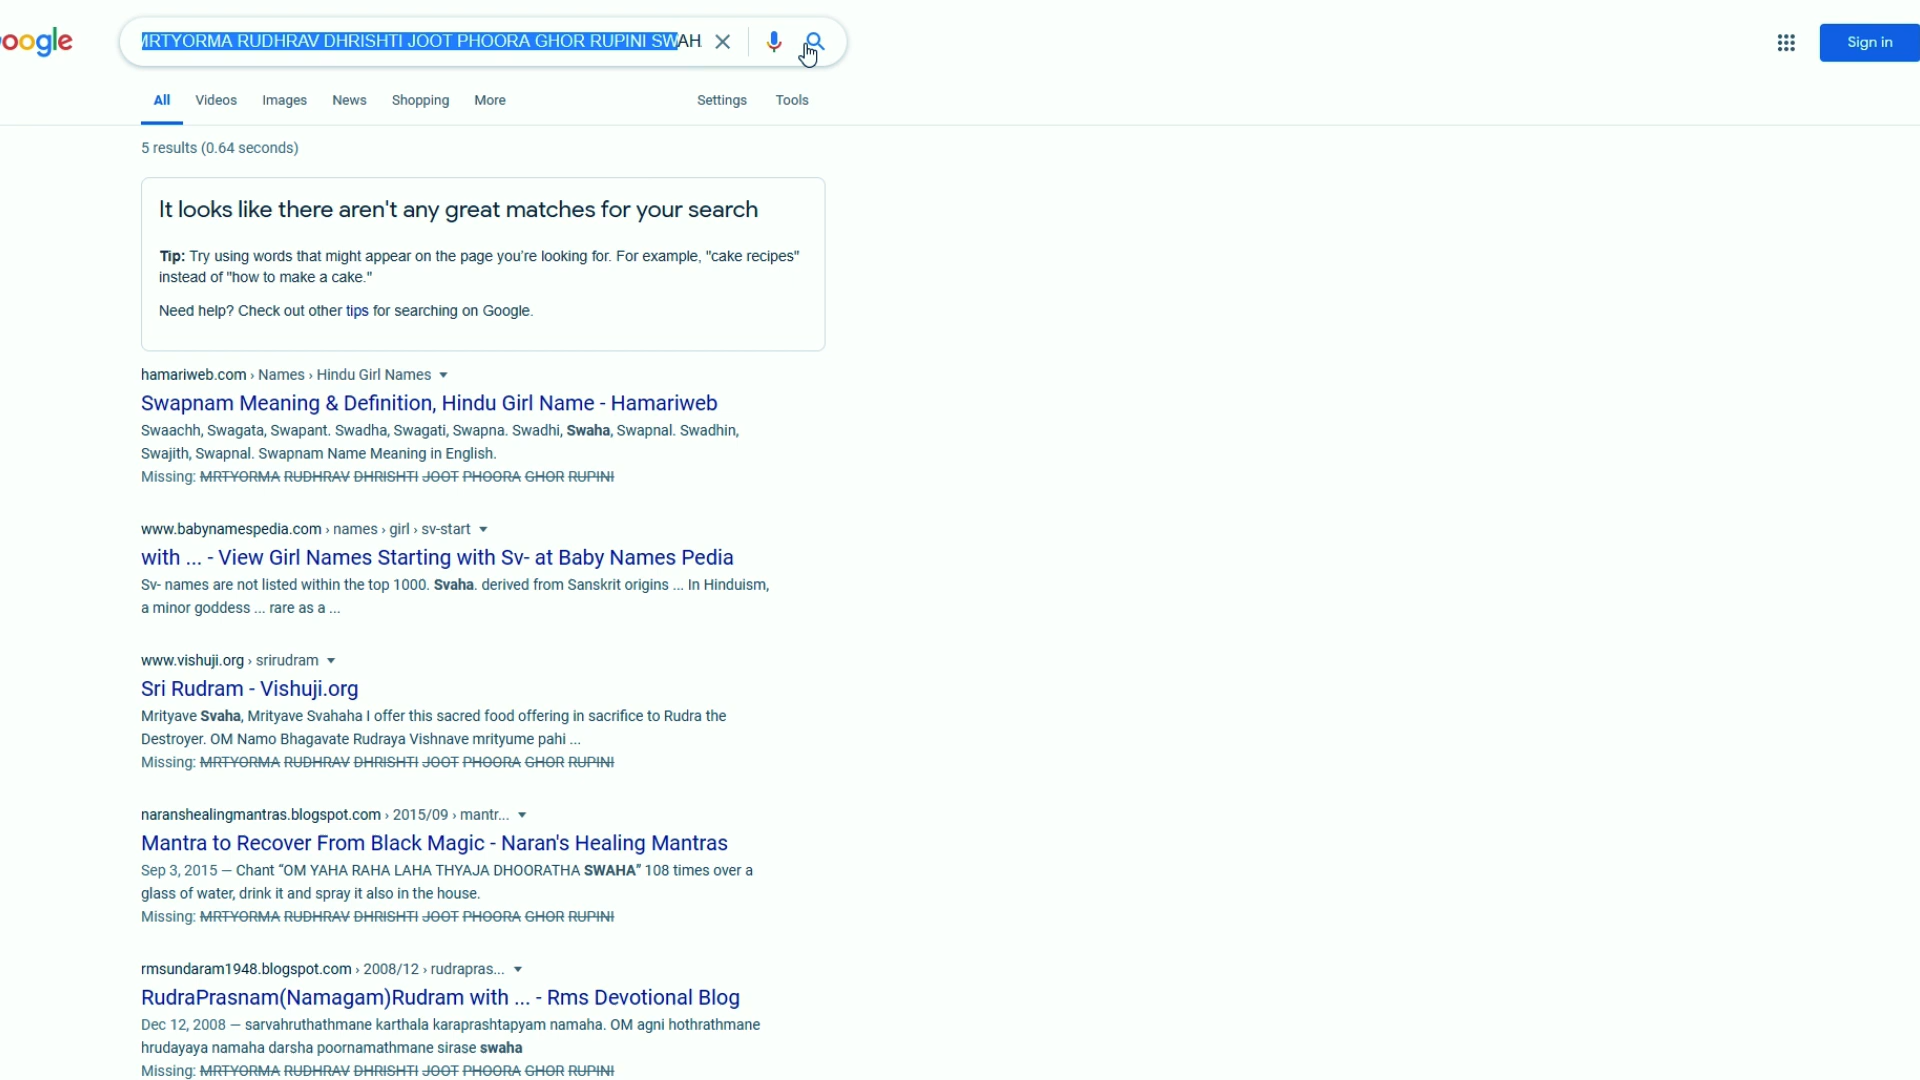 oogle
MRTYORMA RUDHRAV DHRISHTI JOOT PHOORA GHOR RUPINI SWAH
Sign in
All Videos Images News Shopping More Settings Tools
5 results (0.64 seconds)
It looks like there aren't any great matches for your search
Tip: Try using words that might appear on the page you're looking for. For example, "cake recipes"
instead of "how to make a cake."
Need help? Check out other tips for searching on Google.
hamariweb.com › Names › Hindu Girl Names
Swapnam Meaning & Definition, Hindu Girl Name - Hamariweb
Swaachh, Swagata, Swapant. Swadha, Swagati, Swapna. Swadhi, Swaha, Swapnal. Swadhin,
Swajith, Swapnal. Swapnam Name Meaning in English.
Missing: MRTYORMA RUDHRAV DHRISHTI JOOT PHOORA GHOR RUPINI
www.babynamespedia.com › names › girl › sv-start
with ... - View Girl Names Starting with Sv- at Baby Names Pedia
Sv- names are not listed within the top 1000. Svaha. derived from Sanskrit origins ... In Hinduism,
a minor goddess ... rare as a ...
www.vishuji.org › srirudram
Sri Rudram - Vishuji.org
Mrityave Svaha, Mrityave Svahaha I offer this sacred food offering in sacrifice to Rudra the
Destroyer. OM Namo Bhagavate Rudraya Vishnave mrityume pahi ...
Missing: MRTYORMA RUDHRAV DHRISHTI JOOT PHOORA GHOR RUPINI
naranshealingmantras.blogspot.com › 2015/09 › mantr...
Mantra to Recover From Black Magic - Naran's Healing Mantras
Sep 3, 2015 — Chant “OM YAHA RAHA LAHA THYAJA DHOORATHA SWAHA” 108 times over a
glass of water, drink it and spray it also in the house.
Missing: MRTYORMA RUDHRAV DHRISHTI JOOT PHOORA GHOR RUPINI
rmsundaram1948.blogspot.com › 2008/12 › rudrapras...
RudraPrasnam(Namagam)Rudram with ... - Rms Devotional Blog
Dec 12, 2008 — sarvahruthathmane karthala karaprashtapyam namaha. OM agni hothrathmane
hrudayaya namaha darsha poornamathmane sirase swaha
Missing: MRTYORMA RUDHRAV DHRISHTI JOOT PHOORA GHOR RUPINI